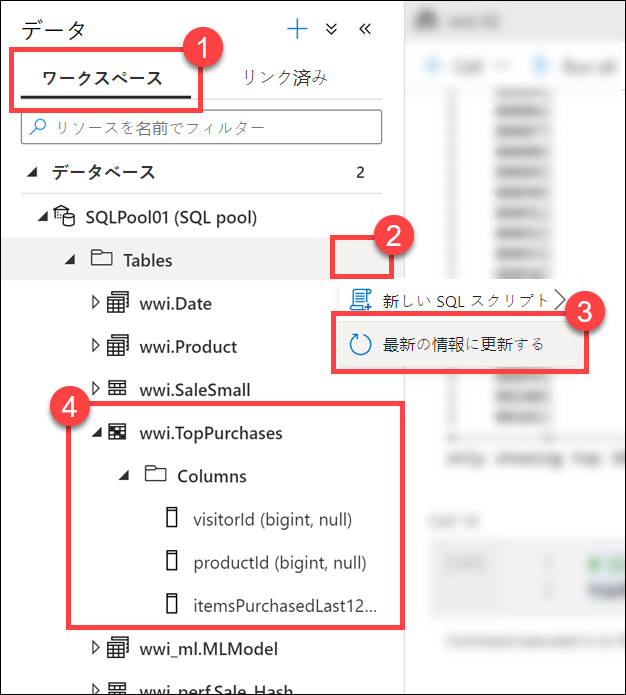 データ
1
ワークスペース
リンク済み
リソースを名前でフィルター
データベース 2
SQLPool01 (SQL pool)
2
Tables
wwi.Date
新しい SQL スクリプト
3
wwi.Product
最新の情報に更新する
wwi.SaleSmall
4
wwi.TopPurchases
Columns
visitorId (bigint, null)
productId (bigint, null)
itemsPurchasedLast12...
wwi_ml.MLModel
wwi_perf.Sale_Hash